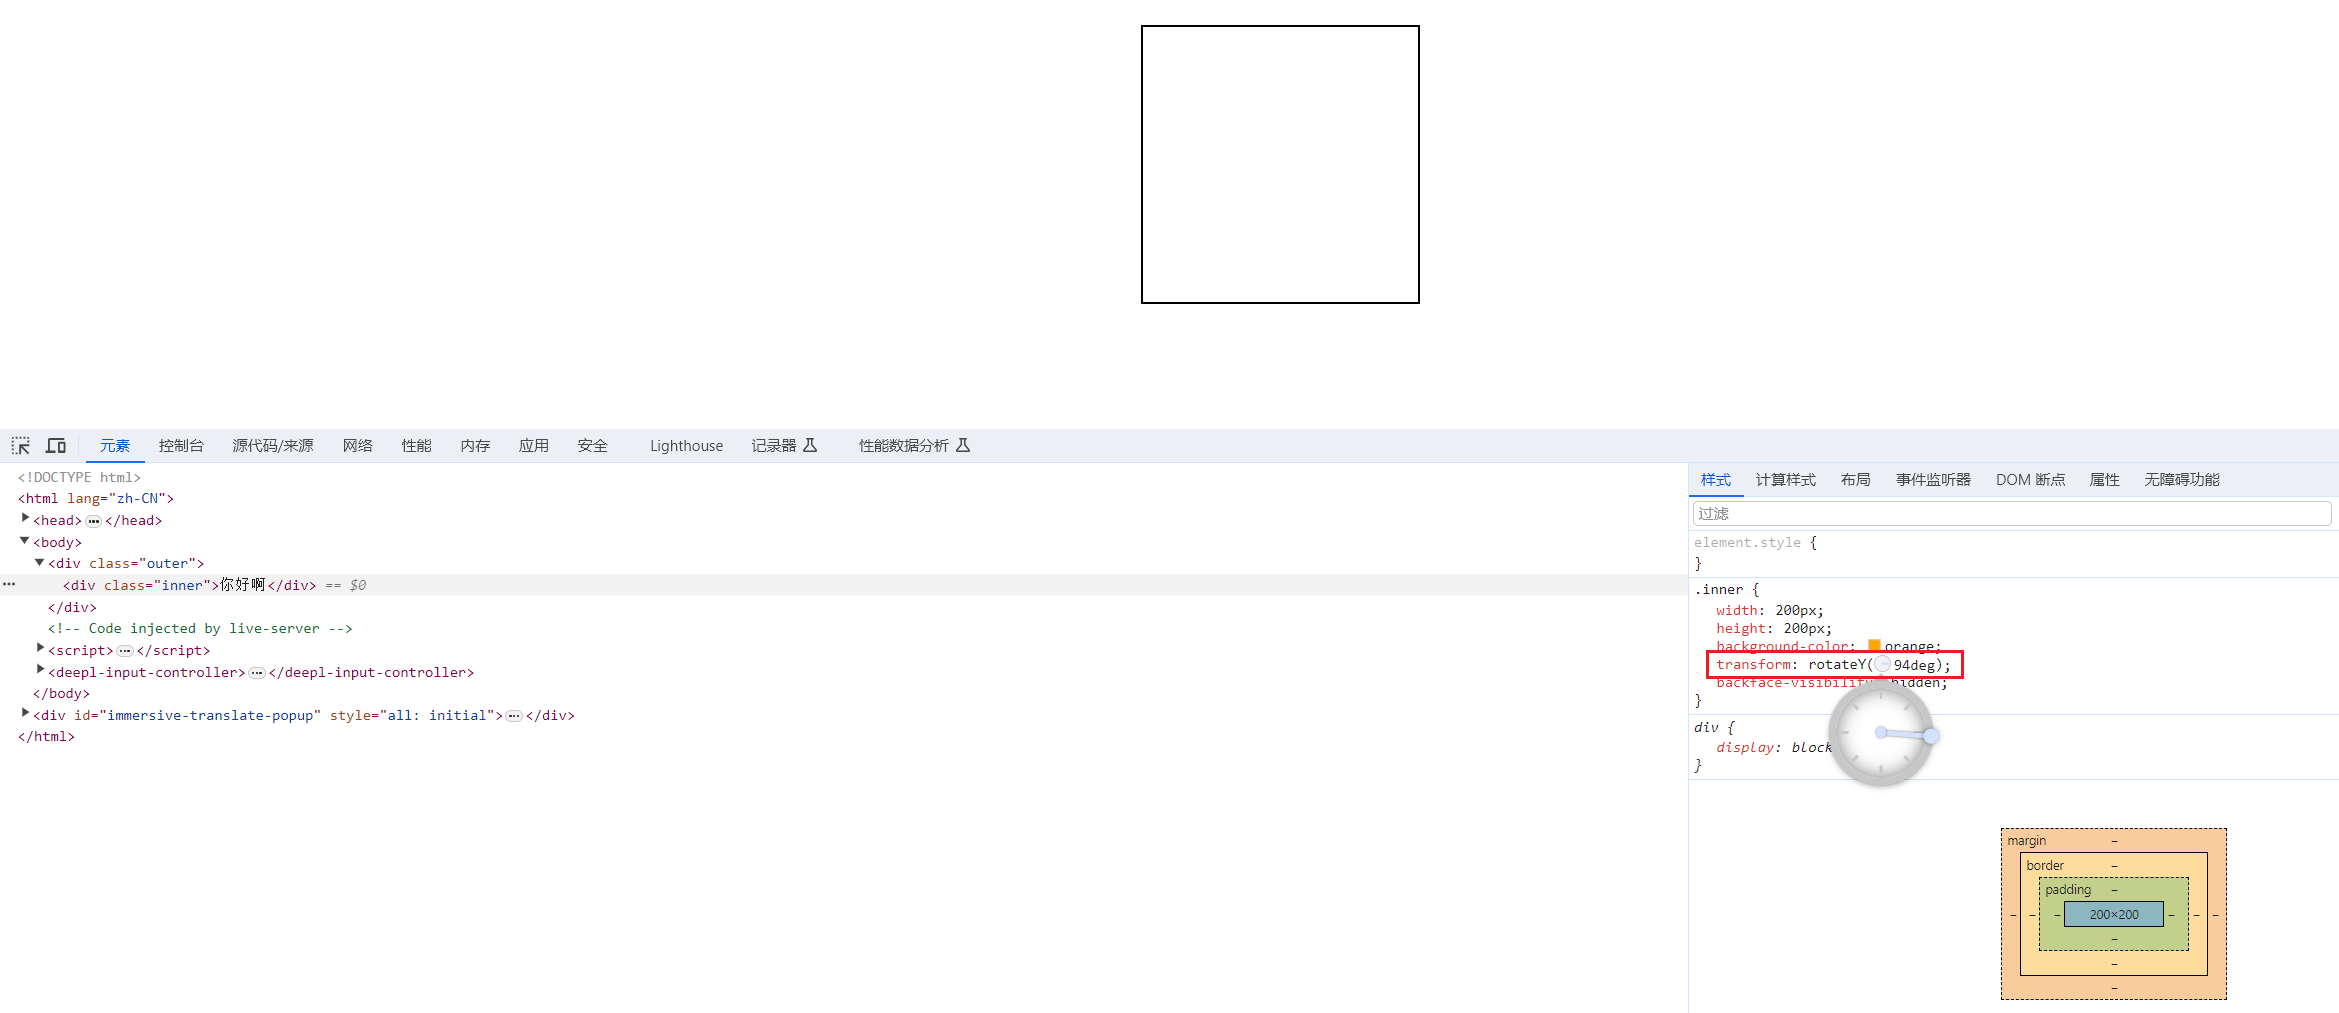 元素 控制台 源代码/来源 网络 性能 内存 应用 安全 Lighthouse 记录器 性能数据分析
<!DOCTYPE html>
<html lang="zh-CN">
<head>…</head>
<body>
<div class="outer">
<div class="inner">你好啊</div> == $0
</div>
<!-- Code injected by live-server -->
<script>…</script>
<deepl-input-controller>…</deepl-input-controller>
</body>
<div id="immersive-translate-popup" style="all: initial">…</div>
</html>
样式 计算样式 布局 事件监听器 DOM 断点 属性 无障碍功能
过滤
element.style {
}
.inner {
width: 200px;
height: 200px;
background-color: orange;
transform: rotateY(94deg);
backface-visibility: hidden;
}
div {
display: block
}
margin –
border –
padding –
– – – 200×200 – – –
–
–
–